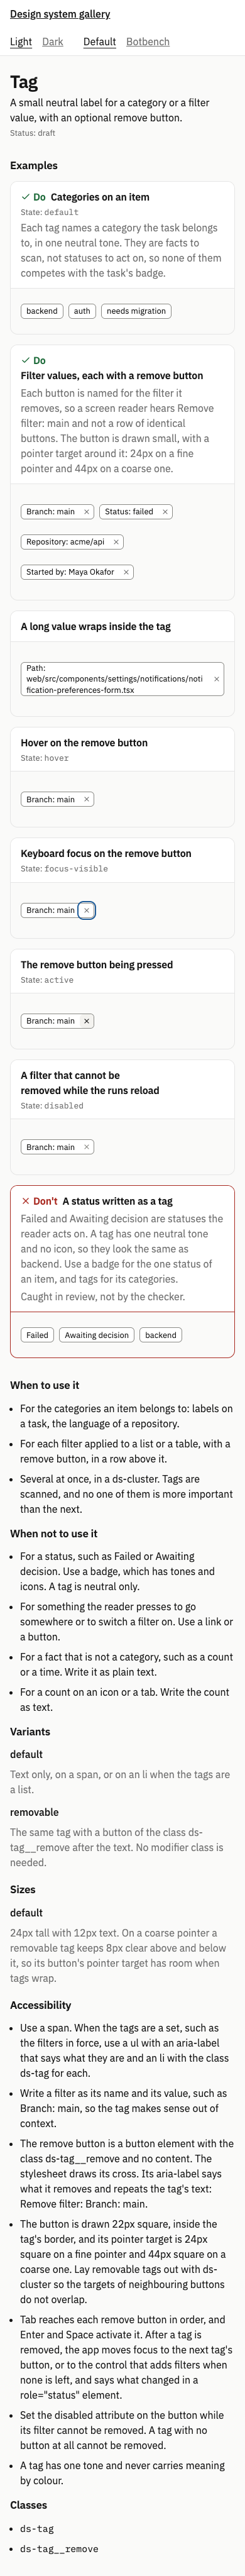 Design system gallery
Light Dark Default Botbench
Tag
A small neutral label for a category or a filter
value, with an optional remove button.
Status: draft
Examples
Do Categories on an item
State: default
Each tag names a category the task belongs
to, in one neutral tone. They are facts to
scan, not statuses to act on, so none of them
competes with the task's badge.
backend auth needs migration
Do
Filter values, each with a remove button
Each button is named for the filter it
removes, so a screen reader hears Remove
filter: main and not a row of identical
buttons. The button is drawn small, with a
pointer target around it: 24px on a fine
pointer and 44px on a coarse one.
Branch: main × Status: failed ×
Repository: acme/api ×
Started by: Maya Okafor ×
A long value wraps inside the tag
Path:
web/src/components/settings/notifications/noti
fication-preferences-form.tsx ×
Hover on the remove button
State: hover
Branch: main ×
Keyboard focus on the remove button
State: focus-visible
Branch: main ×
The remove button being pressed
State: active
Branch: main ×
A filter that cannot be
removed while the runs reload
State: disabled
Branch: main ×
Don't A status written as a tag
Failed and Awaiting decision are statuses the
reader acts on. A tag has one neutral tone
and no icon, so they look the same as
backend. Use a badge for the one status of
an item, and tags for its categories.
Caught in review, not by the checker.
Failed Awaiting decision backend
When to use it
• For the categories an item belongs to: labels on
a task, the language of a repository.
• For each filter applied to a list or a table, with a
remove button, in a row above it.
• Several at once, in a ds-cluster. Tags are
scanned, and no one of them is more important
than the next.
When not to use it
• For a status, such as Failed or Awaiting
decision. Use a badge, which has tones and
icons. A tag is neutral only.
• For something the reader presses to go
somewhere or to switch a filter on. Use a link or
a button.
• For a fact that is not a category, such as a count
or a time. Write it as plain text.
• For a count on an icon or a tab. Write the count
as text.
Variants
default
Text only, on a span, or on an li when the tags are
a list.
removable
The same tag with a button of the class ds-
tag__remove after the text. No modifier class is
needed.
Sizes
default
24px tall with 12px text. On a coarse pointer a
removable tag keeps 8px clear above and below
it, so its button's pointer target has room when
tags wrap.
Accessibility
• Use a span. When the tags are a set, such as
the filters in force, use a ul with an aria-label
that says what they are and an li with the class
ds-tag for each.
• Write a filter as its name and its value, such as
Branch: main, so the tag makes sense out of
context.
• The remove button is a button element with the
class ds-tag__remove and no content. The
stylesheet draws its cross. Its aria-label says
what it removes and repeats the tag's text:
Remove filter: Branch: main.
• The button is drawn 22px square, inside the
tag's border, and its pointer target is 24px
square on a fine pointer and 44px square on a
coarse one. Lay removable tags out with ds-
cluster so the targets of neighbouring buttons
do not overlap.
• Tab reaches each remove button in order, and
Enter and Space activate it. After a tag is
removed, the app moves focus to the next tag's
button, or to the control that adds filters when
none is left, and says what changed in a
role="status" element.
• Set the disabled attribute on the button while
its filter cannot be removed. A tag with no
button at all cannot be removed.
• A tag has one tone and never carries meaning
by colour.
Classes
• ds-tag
• ds-tag__remove